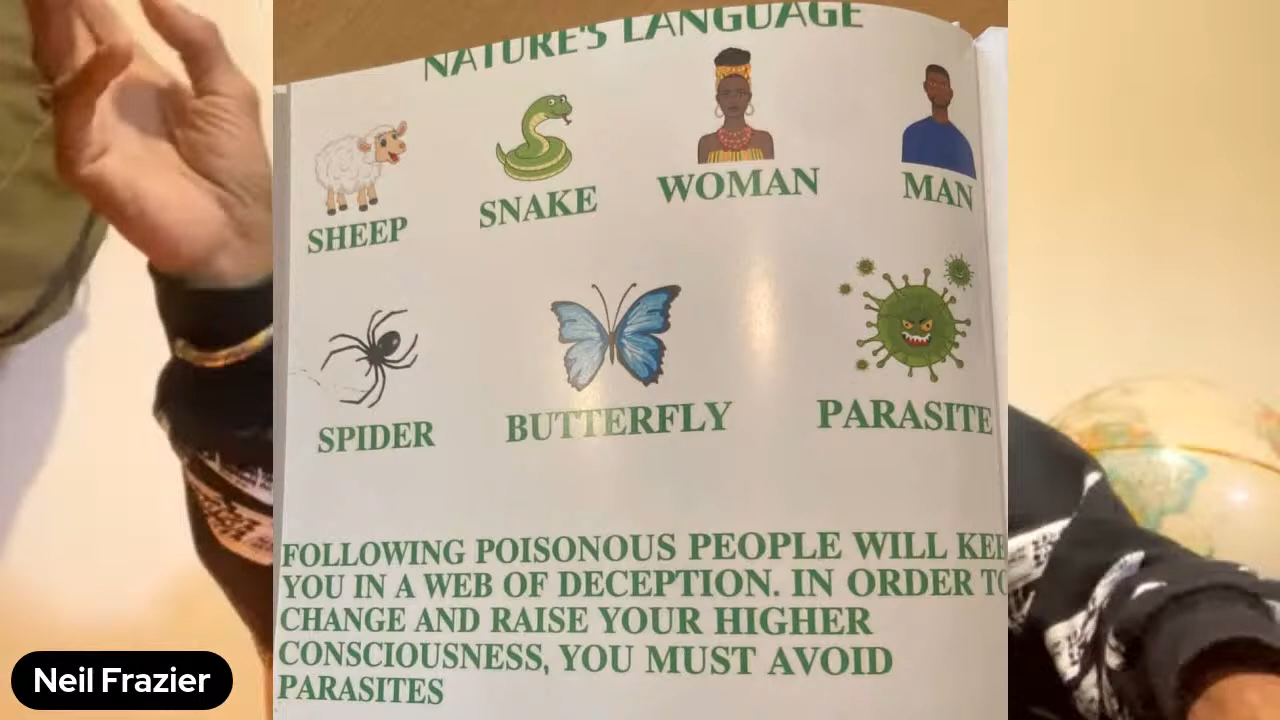 NATURE'S LANGUAGE
SHEEP
SNAKE
WOMAN
MAN
SPIDER
BUTTERFLY
PARASITE
FOLLOWING POISONOUS PEOPLE WILL
YOU IN A WEB OF DECEPTION. IN ORDER TO
CHANGE AND RAISE YOUR HIGHER
CONSCIOUSNESS, YOU MUST AVOID
PARASITES
Neil Frazier